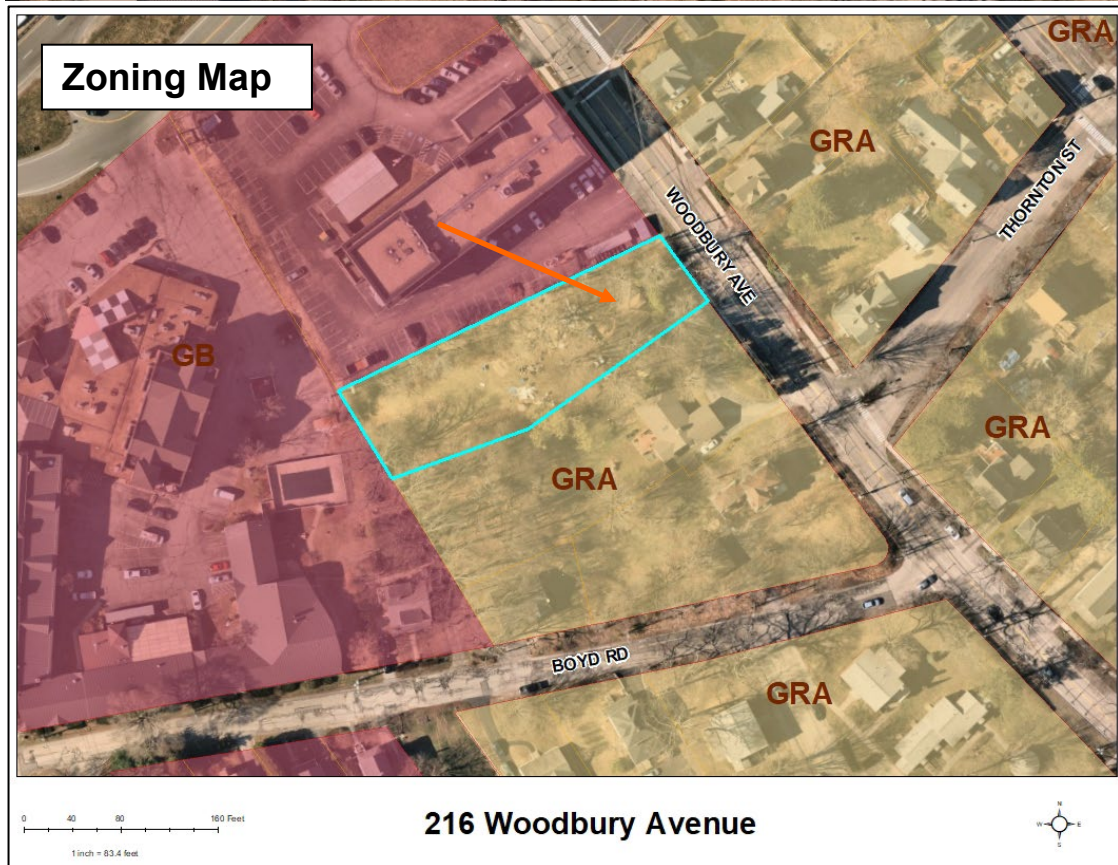 Zoning Map
GRA
GRA
WOODBURY AVE
THORNTON ST
GB
GRA
GRA
BOYD RD
GRA
0 40 80 160 Feet
1 inch = 83.4 feet
216 Woodbury Avenue
N
W E
S